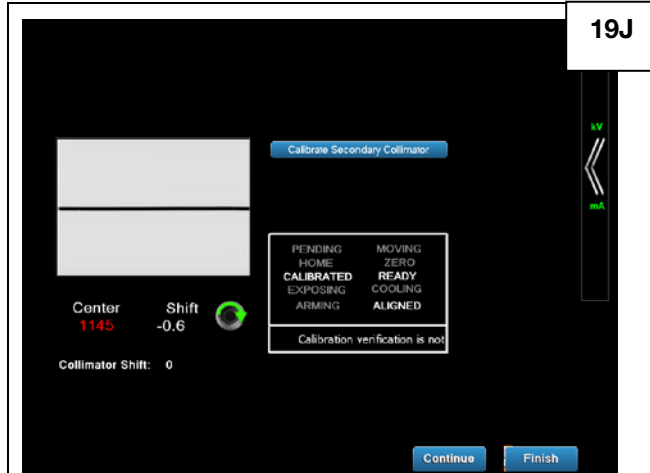 19J
kV
mA
Calibrate Secondary Collimator
PENDING MOVING
HOME ZERO
CALIBRATED READY
EXPOSING COOLING
ARMING ALIGNED
Calibration verification is not
Center Shift
1145 -0.6
Collimator Shift: 0
Continue Finish